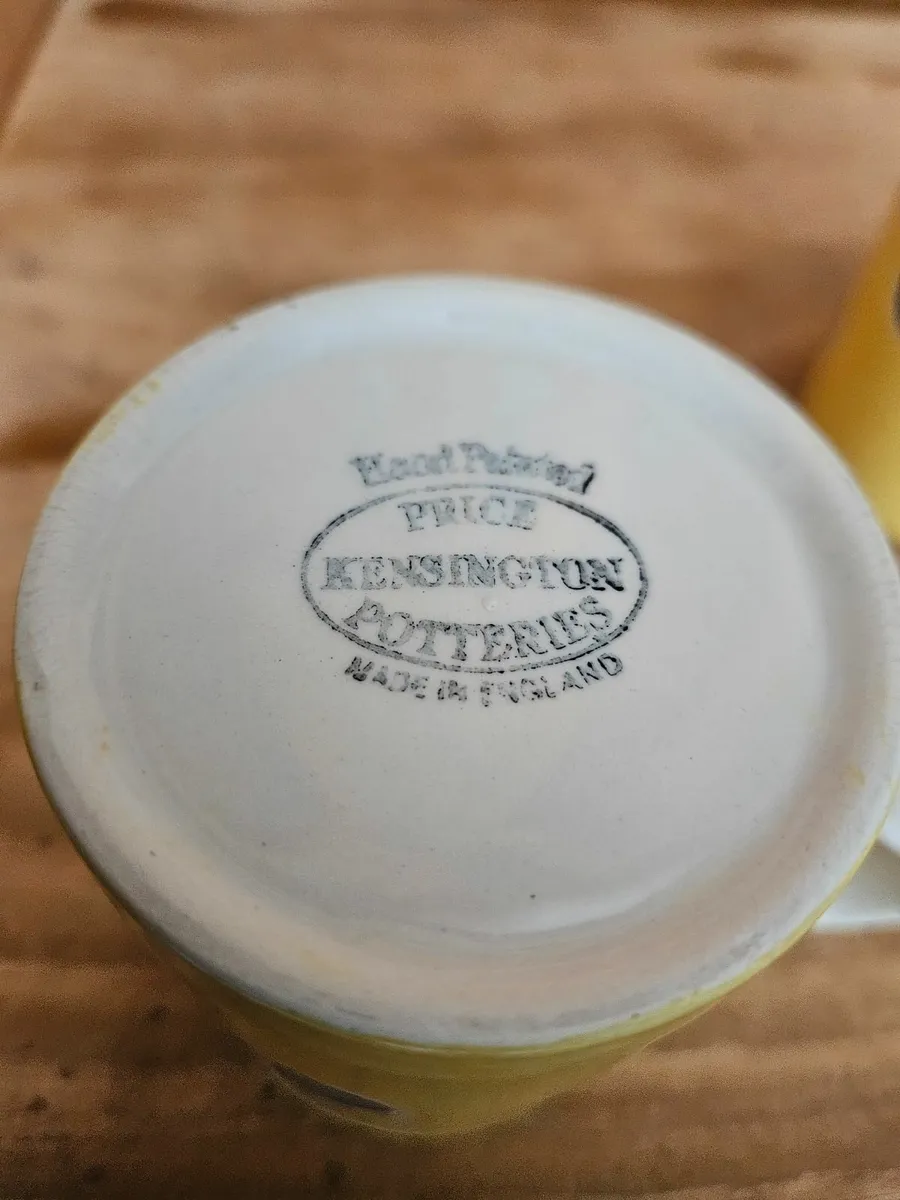 Hand Painted
PRICE
KENSINGTON
POTTERIES
MADE IN ENGLAND